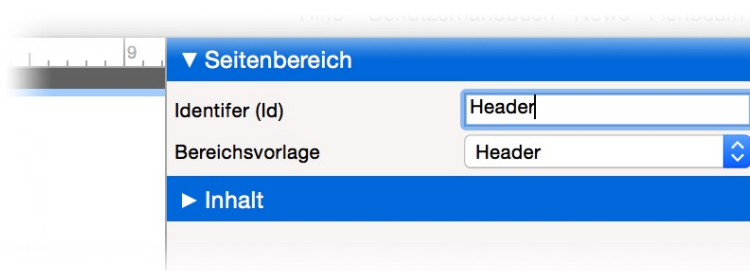 9
▼ Seitenbereich
Identifer (Id) Header
Bereichsvorlage Header
► Inhalt